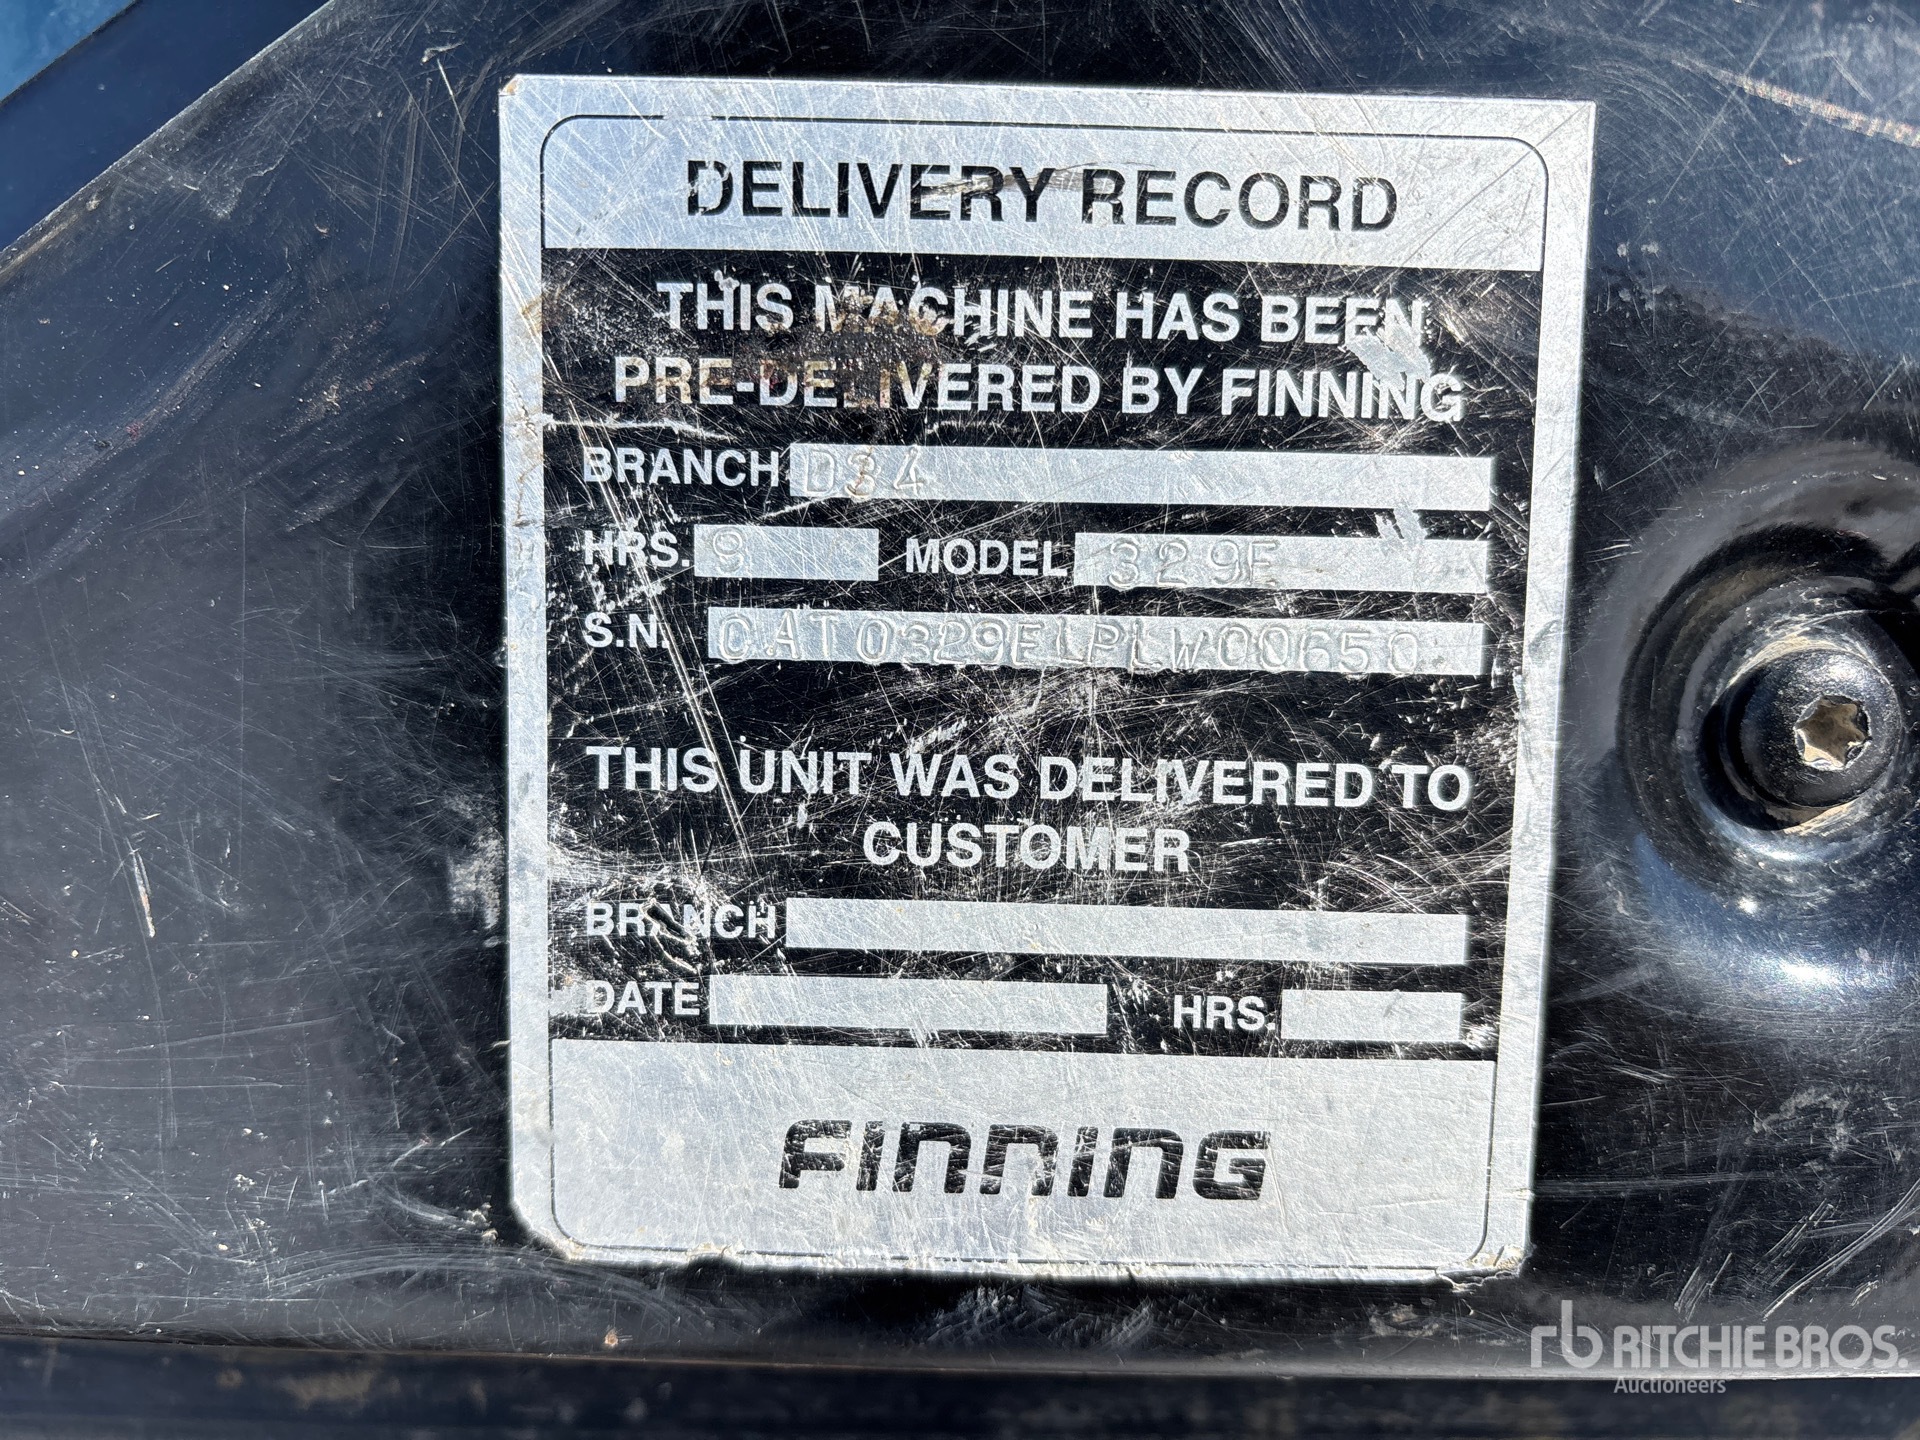 DELIVERY RECORD
THIS MACHINE HAS BEEN
PRE-DELIVERED BY FINNING
BRANCH D34
HRS. 9 MODEL 329E
S.N. CAT0329ELPLW00650
THIS UNIT WAS DELIVERED TO
CUSTOMER
BRANCH
DATE HRS.
FINNING
rb RITCHIE BROS.
Auctioneers